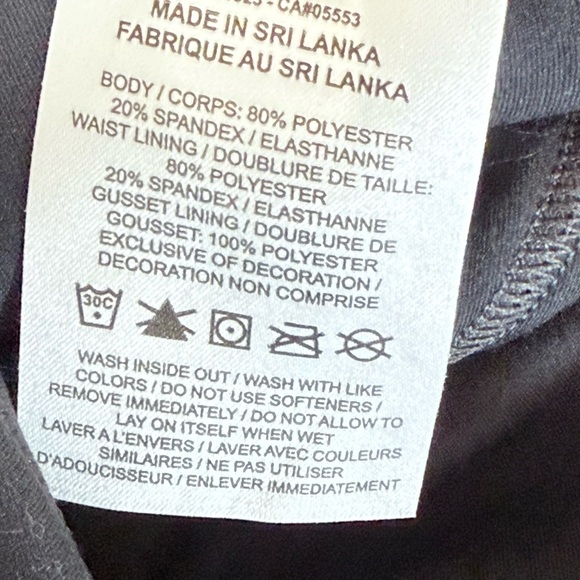 - CA#05553
MADE IN SRI LANKA
FABRIQUE AU SRI LANKA
BODY / CORPS: 80% POLYESTER
20% SPANDEX / ELASTHANNE
WAIST LINING / DOUBLURE DE TAILLE:
80% POLYESTER
20% SPANDEX / ELASTHANNE
GUSSET LINING / DOUBLURE DE
GOUSSET: 100% POLYESTER
EXCLUSIVE OF DECORATION /
DECORATION NON COMPRISE
30C
WASH INSIDE OUT / WASH WITH LIKE
COLORS / DO NOT USE SOFTENERS /
REMOVE IMMEDIATELY / DO NOT ALLOW TO
LAY ON ITSELF WHEN WET
LAVER A L'ENVERS / LAVER AVEC COULEURS
SIMILAIRES / NE PAS UTILISER
D'ADOUCISSEUR / ENLEVER IMMEDIATEMENT